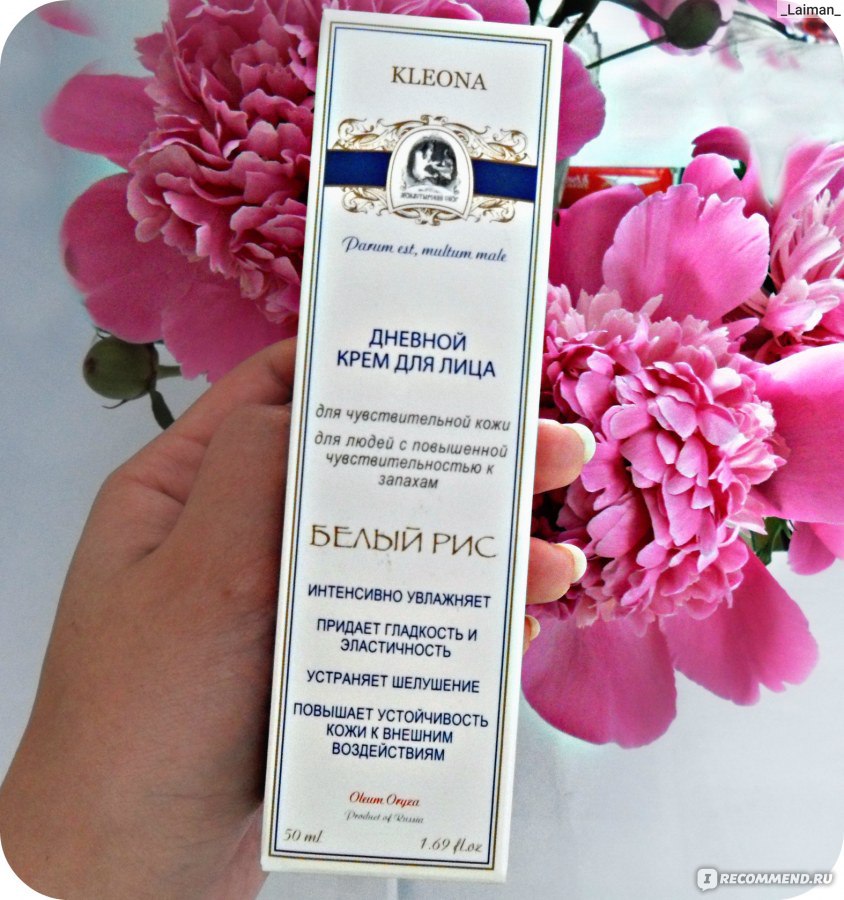 _Laiman_
KLEONA
Parum est, multum male
ДНЕВНОЙ
КРЕМ ДЛЯ ЛИЦА
для чувствительной кожи
для людей с повышенной
чувствительностью к
запахам
БЕЛЫЙ РИС
ИНТЕНСИВНО УВЛАЖНЯЕТ
ПРИДАЕТ ГЛАДКОСТЬ И
ЭЛАСТИЧНОСТЬ
УСТРАНЯЕТ ШЕЛУШЕНИЕ
ПОВЫШАЕТ УСТОЙЧИВОСТЬ
КОЖИ К ВНЕШНИМ
ВОЗДЕЙСТВИЯМ
Oleum Oryza
Product of Russia
50 ml
1.69 fl.oz
IRECOMMEND.RU